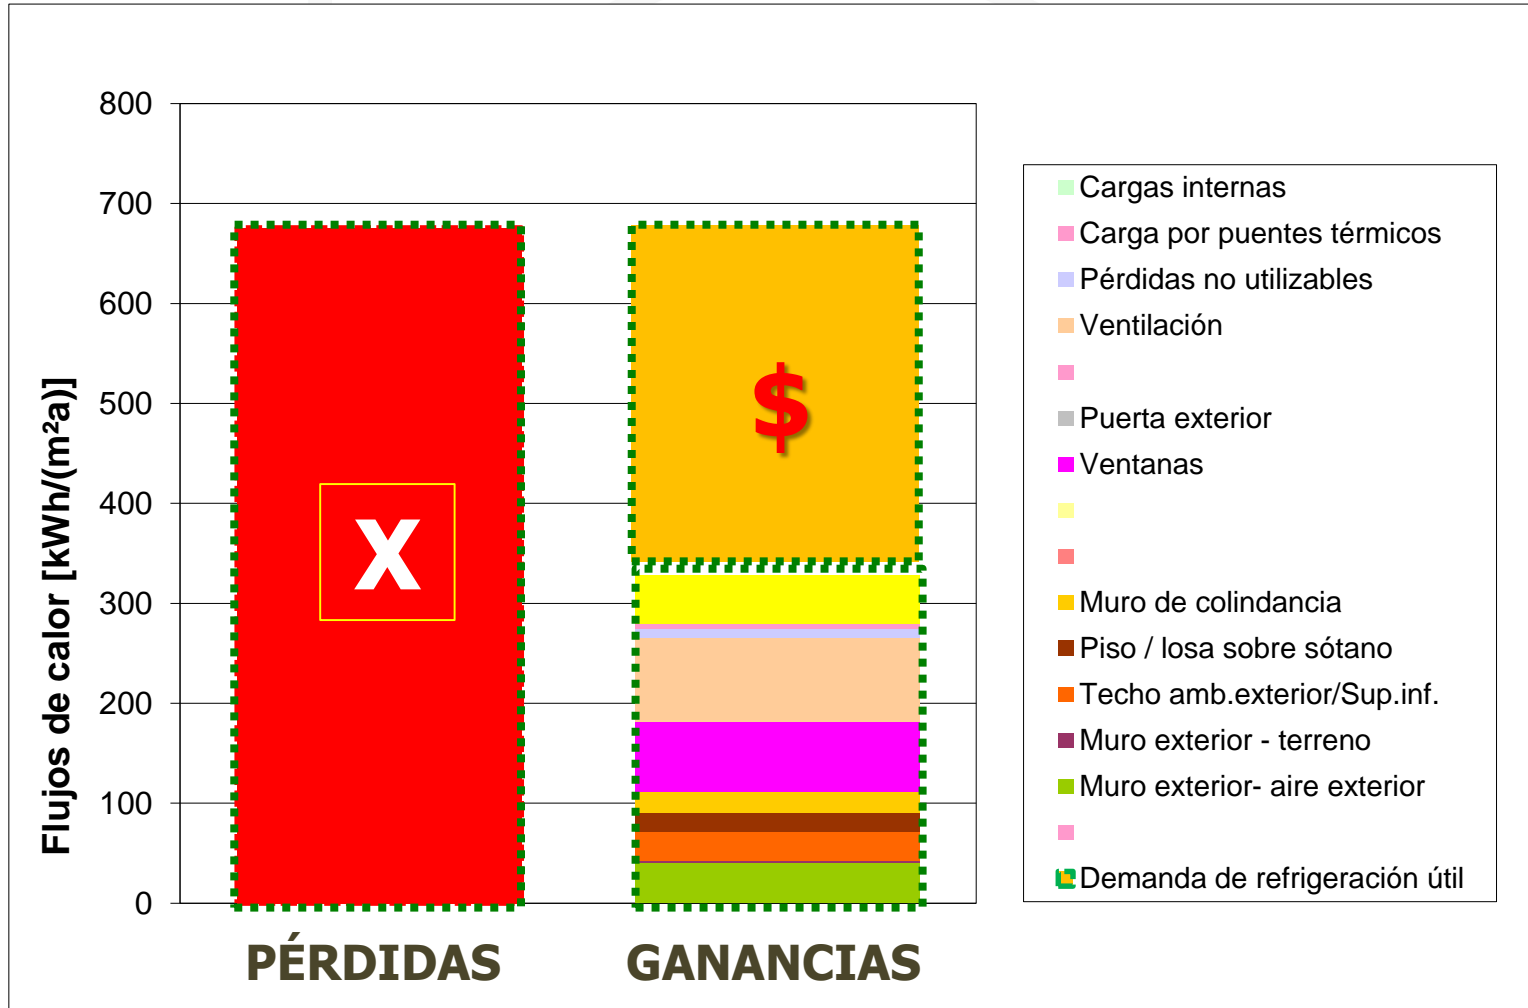 800
700
600
500
400
300
200
100
0
Flujos de calor [kWh/(m²a)]
X
$
PÉRDIDAS
GANANCIAS
Cargas internas
Carga por puentes térmicos
Pérdidas no utilizables
Ventilación
Puerta exterior
Ventanas
Muro de colindancia
Piso / losa sobre sótano
Techo amb.exterior/Sup.inf.
Muro exterior - terreno
Muro exterior- aire exterior
Demanda de refrigeración útil